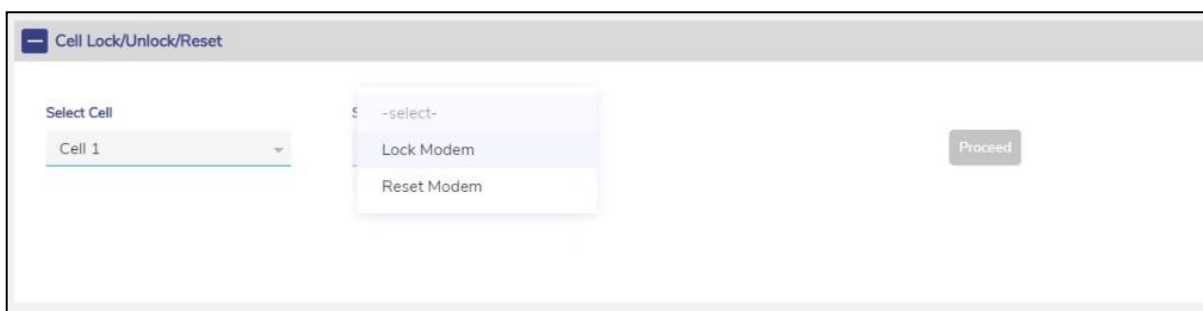 Cell Lock/Unlock/Reset
Select Cell
-select-
Cell 1
Lock Modem
Proceed
Reset Modem